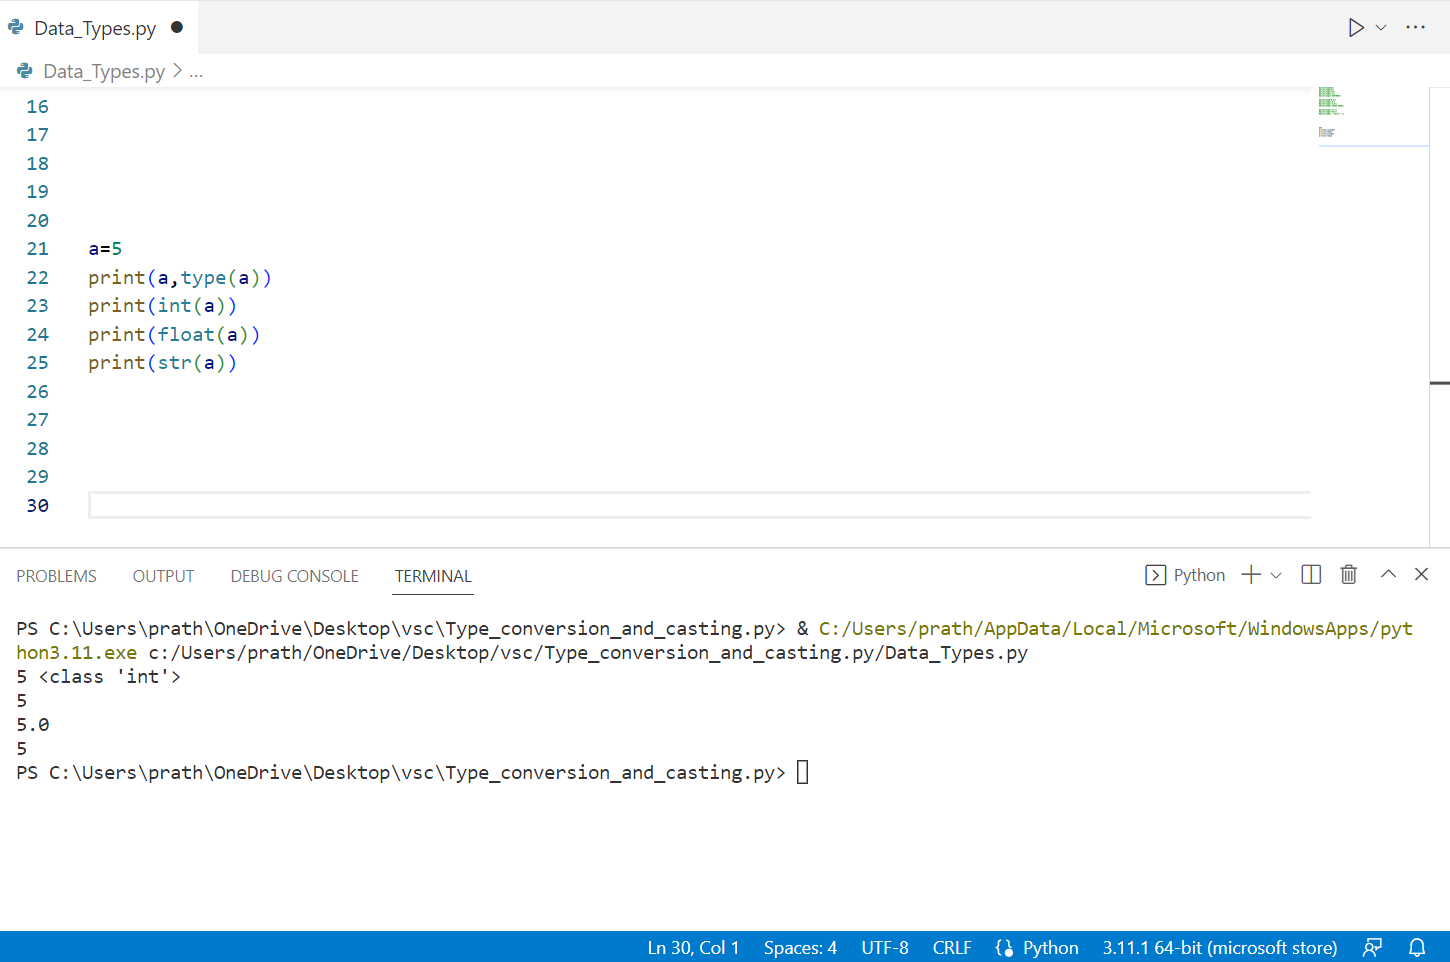 Data_Types.py
Data_Types.py > ...
16
17
18
19
20
21 a=5
22 print(a,type(a))
23 print(int(a))
24 print(float(a))
25 print(str(a))
26
27
28
29
30
PROBLEMS OUTPUT DEBUG CONSOLE TERMINAL Python
PS C:\Users\prath\OneDrive\Desktop\vsc\Type_conversion_and_casting.py> & C:/Users/prath/AppData/Local/Microsoft/WindowsApps/pyt
hon3.11.exe c:/Users/prath/OneDrive/Desktop/vsc/Type_conversion_and_casting.py/Data_Types.py
5 <class 'int'>
5
5.0
5
PS C:\Users\prath\OneDrive\Desktop\vsc\Type_conversion_and_casting.py>
Ln 30, Col 1 Spaces: 4 UTF-8 CRLF Python 3.11.1 64-bit (microsoft store)